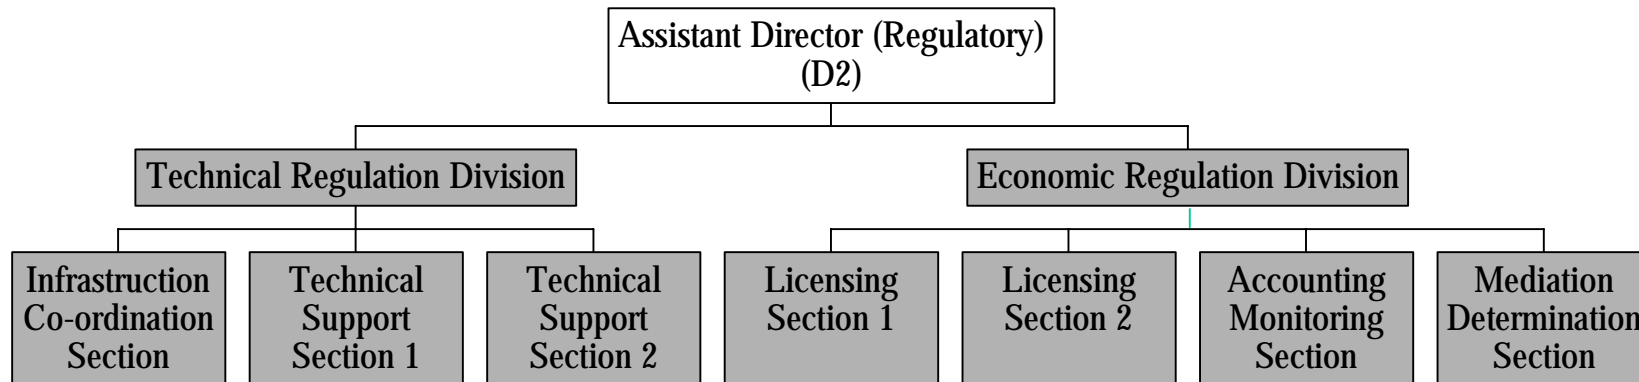 Assistant Director (Regulatory)
(D2)
Technical Regulation Division
Economic Regulation Division
Infrastruction
Co-ordination
Section
Technical
Support
Section 1
Technical
Support
Section 2
Licensing
Section 1
Licensing
Section 2
Accounting
Monitoring
Section
Mediation
Determination
Section